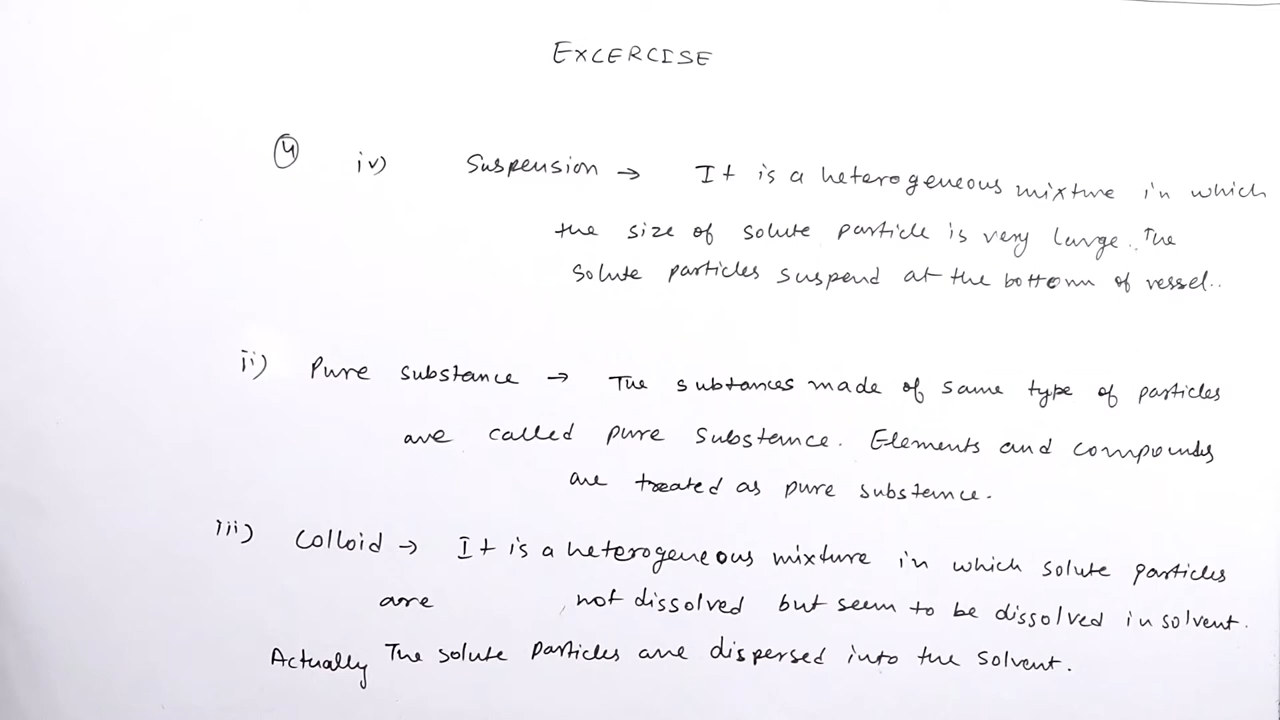 EXCERCISE
4 iv) Suspension → It is a heterogeneous mixture in which
the size of solute particle is very large. The
solute particles suspend at the bottom of vessel..
ii) Pure substance → The subtances made of same type of particles
are called pure substance. Elements and compounds
are treated as pure substance.
iii) Colloid → It is a heterogeneous mixture in which solute particles
are not dissolved but seem to be dissolved in solvent.
Actually The solute particles are dispersed into the solvent.